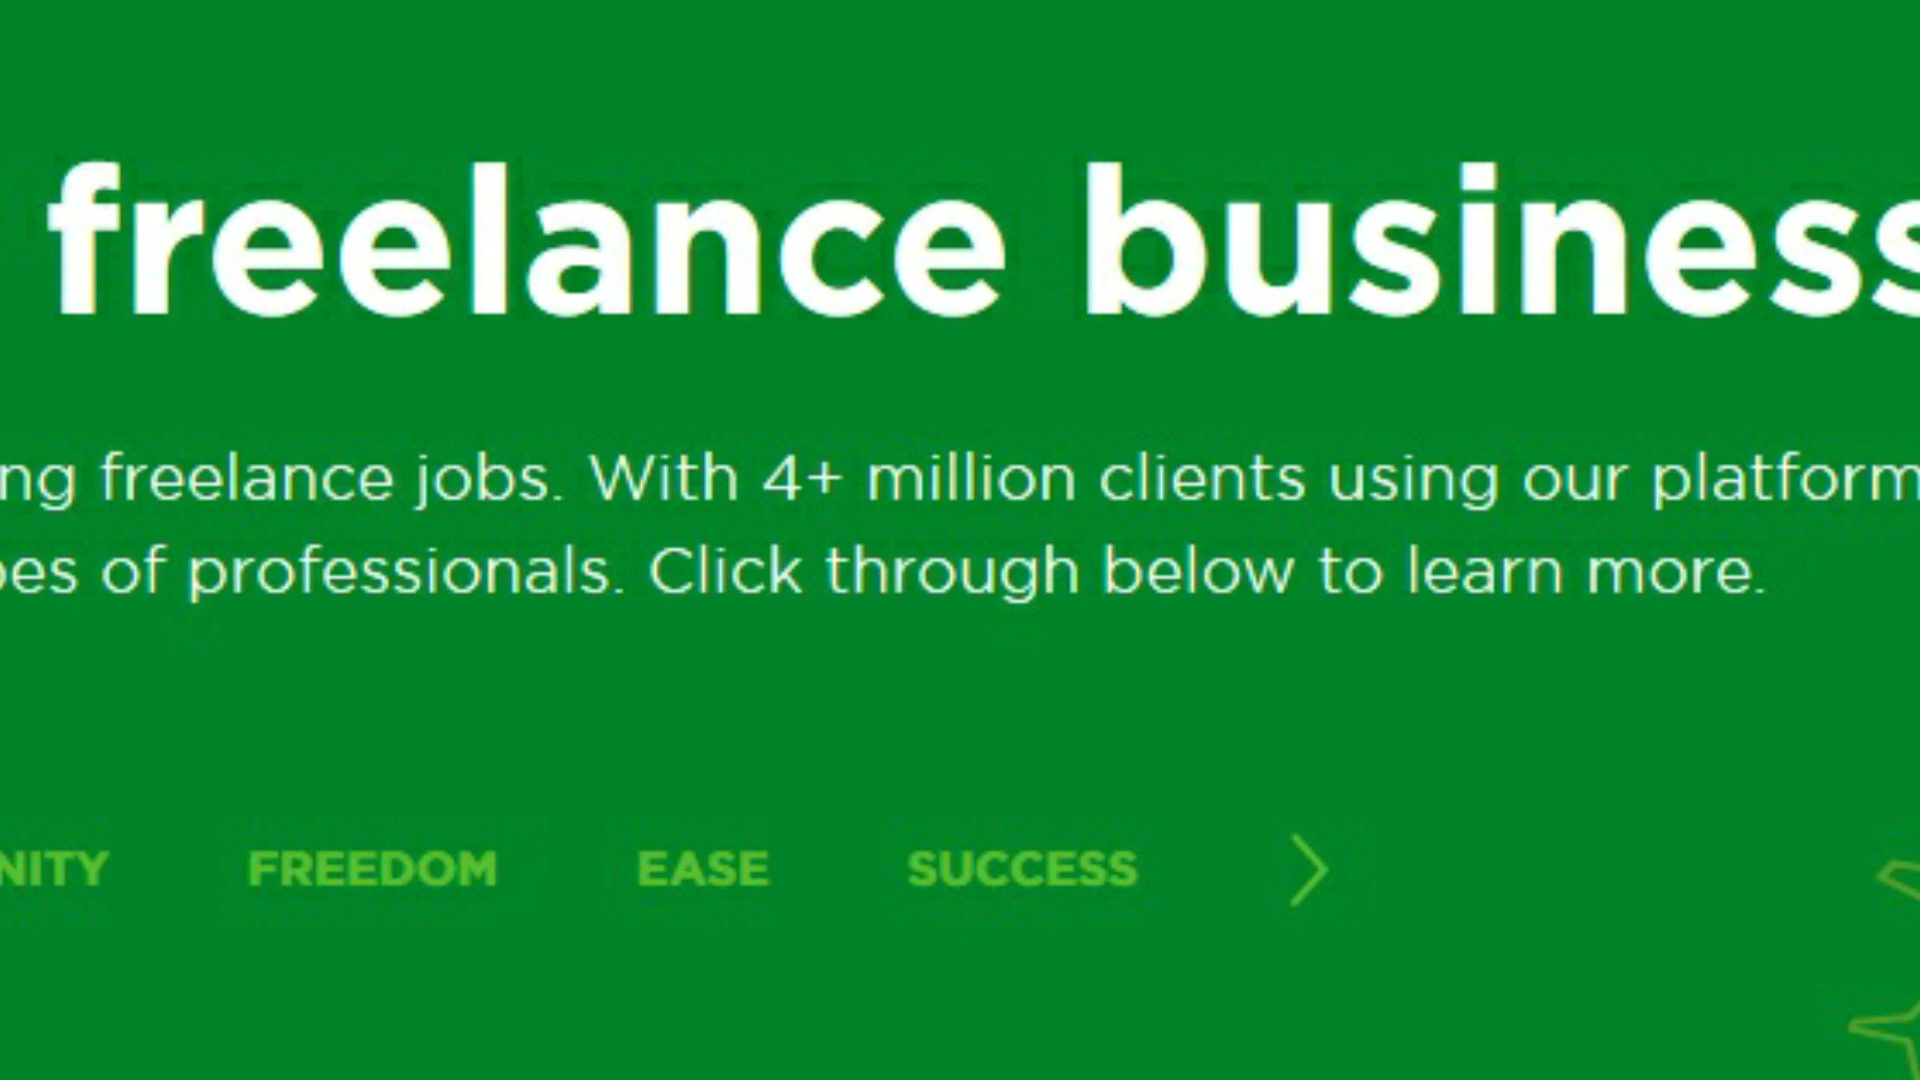 freelance business
ng freelance jobs. With 4+ million clients using our platform
pes of professionals. Click through below to learn more.
NITY FREEDOM EASE SUCCESS